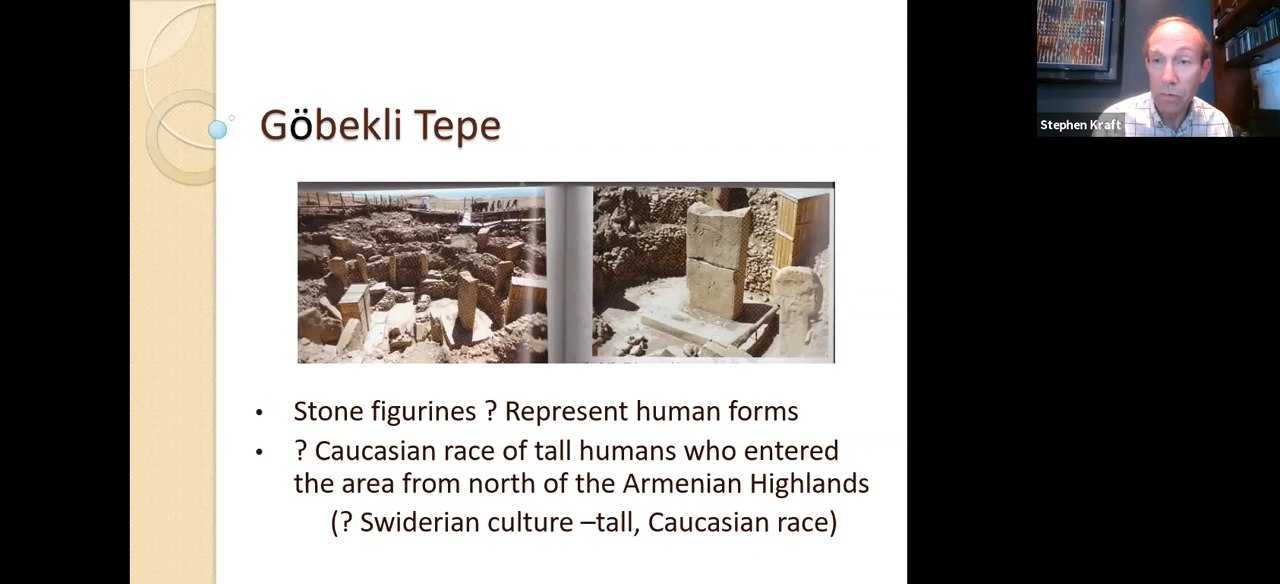 Göbekli Tepe
Stephen Kraft
• Stone figurines ? Represent human forms
• ? Caucasian race of tall humans who entered
the area from north of the Armenian Highlands
(? Swiderian culture –tall, Caucasian race)